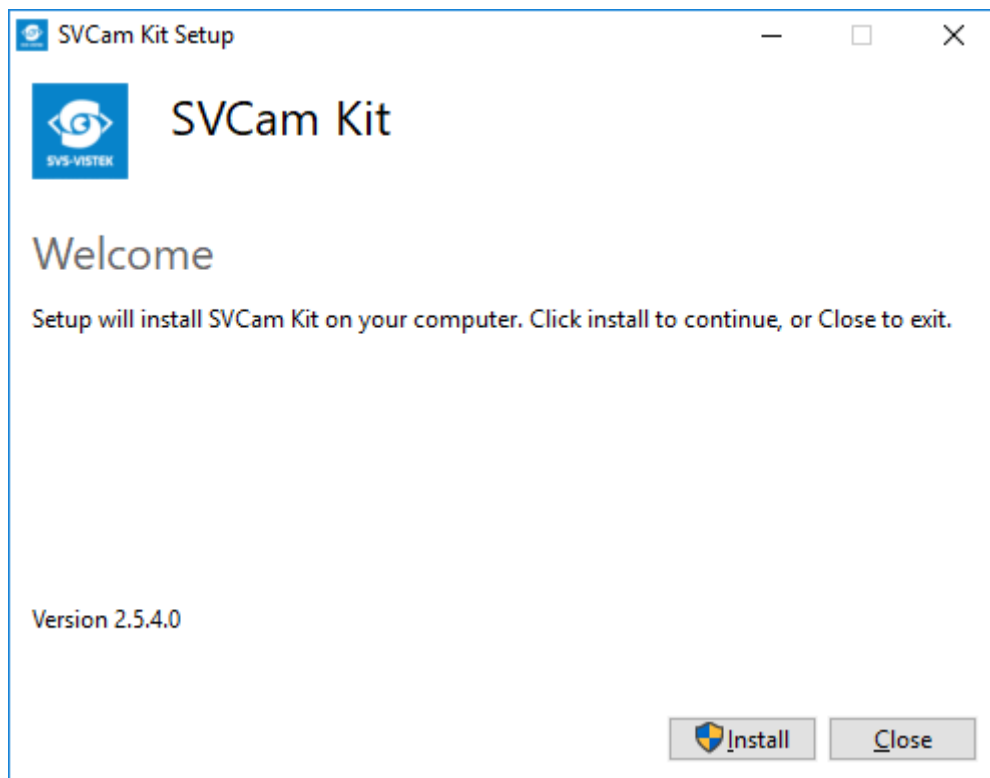 SVCam Kit Setup
SVCam Kit
SVS-VISTEK
Welcome
Setup will install SVCam Kit on your computer. Click install to continue, or Close to exit.
Version 2.5.4.0
Install
Close